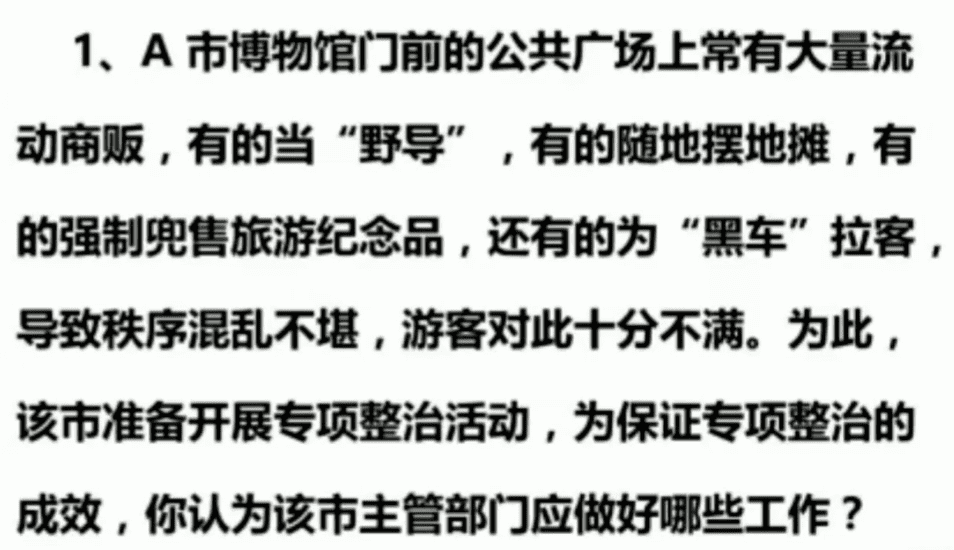 1、A 市博物馆门前的公共广场上常有大量流
动商贩，有的当“野导”，有的随地摆地摊，有
的强制兜售旅游纪念品，还有的为“黑车”拉客，
导致秩序混乱不堪，游客对此十分不满。为此，
该市准备开展专项整治活动，为保证专项整治的
成效，你认为该市主管部门应做好哪些工作？